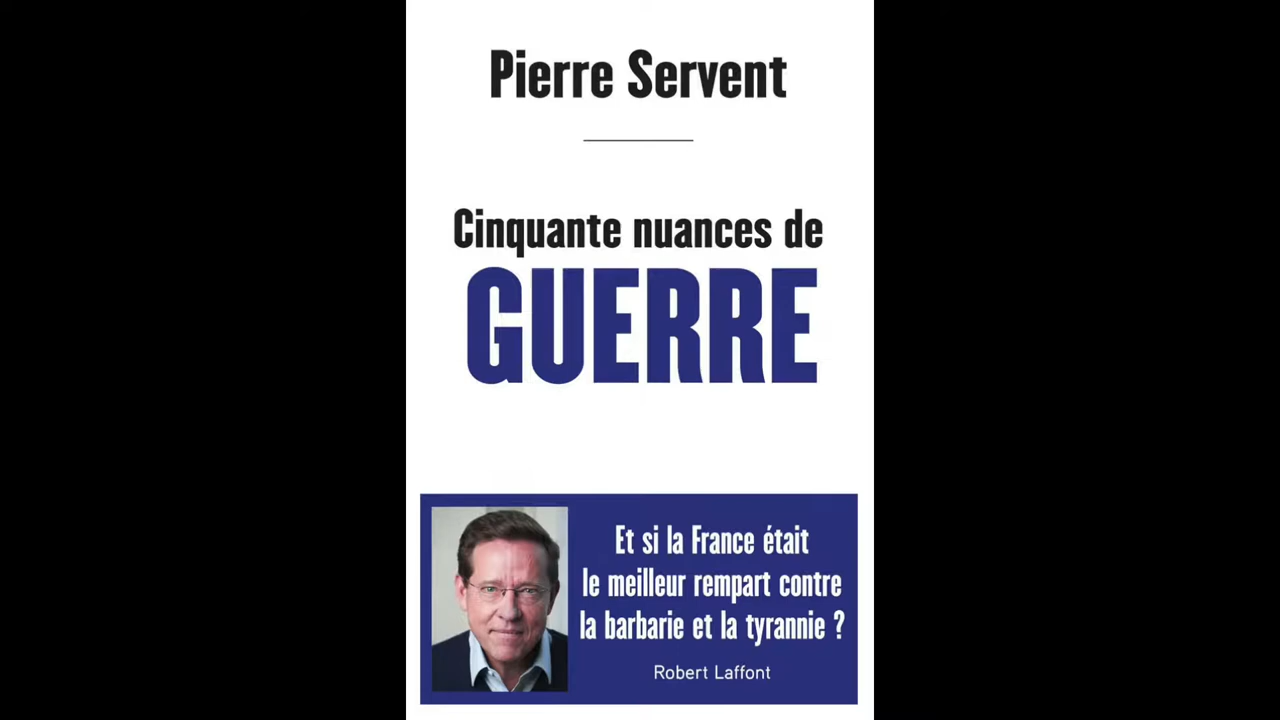 Pierre Servent
Cinquante nuances de
GUERRE
Et si la France était
le meilleur rempart contre
la barbarie et la tyrannie ?
Robert Laffont